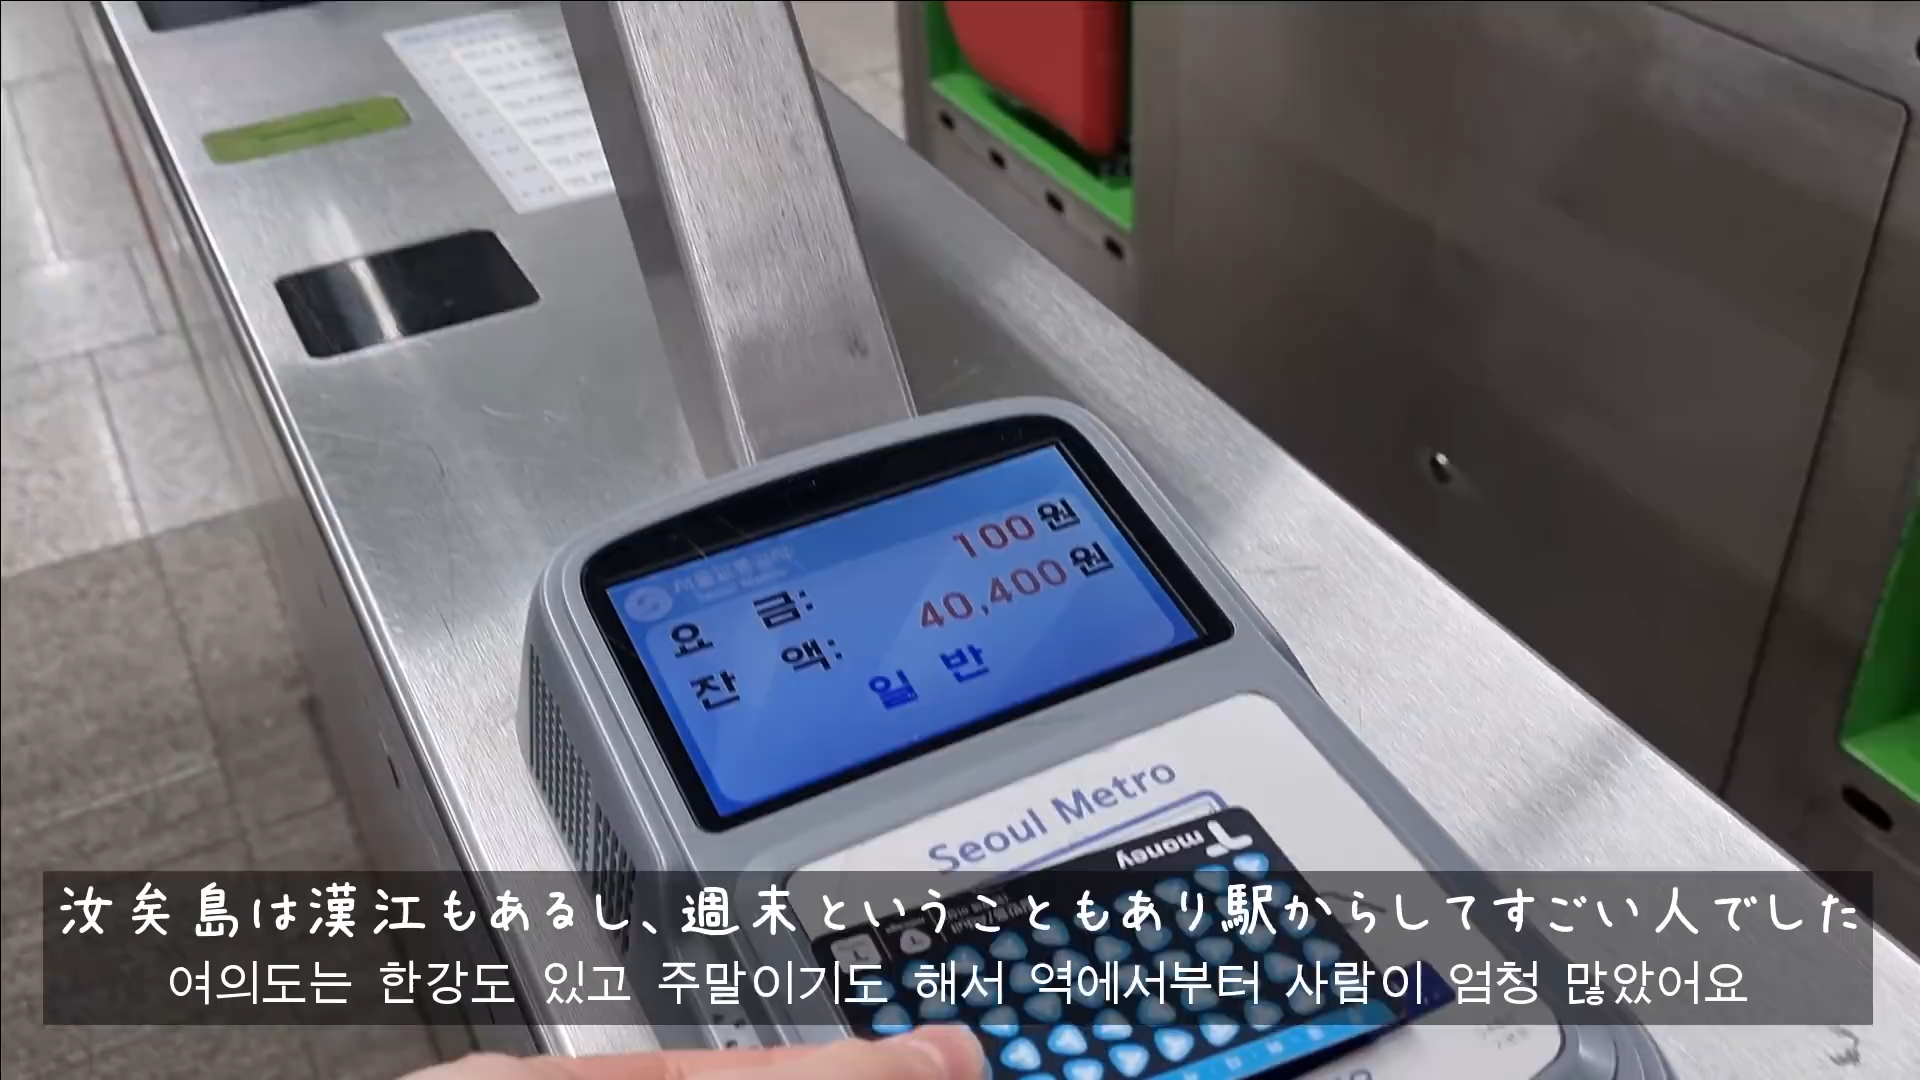 요 금: 100원
잔 액: 40,400원
일 반
Seoul Metro
money
汝矣島は漢江もあるし、週末ということもあり駅からしてすごい人でした
여의도는 한강도 있고 주말이기도 해서 역에서부터 사람이 엄청 많았어요